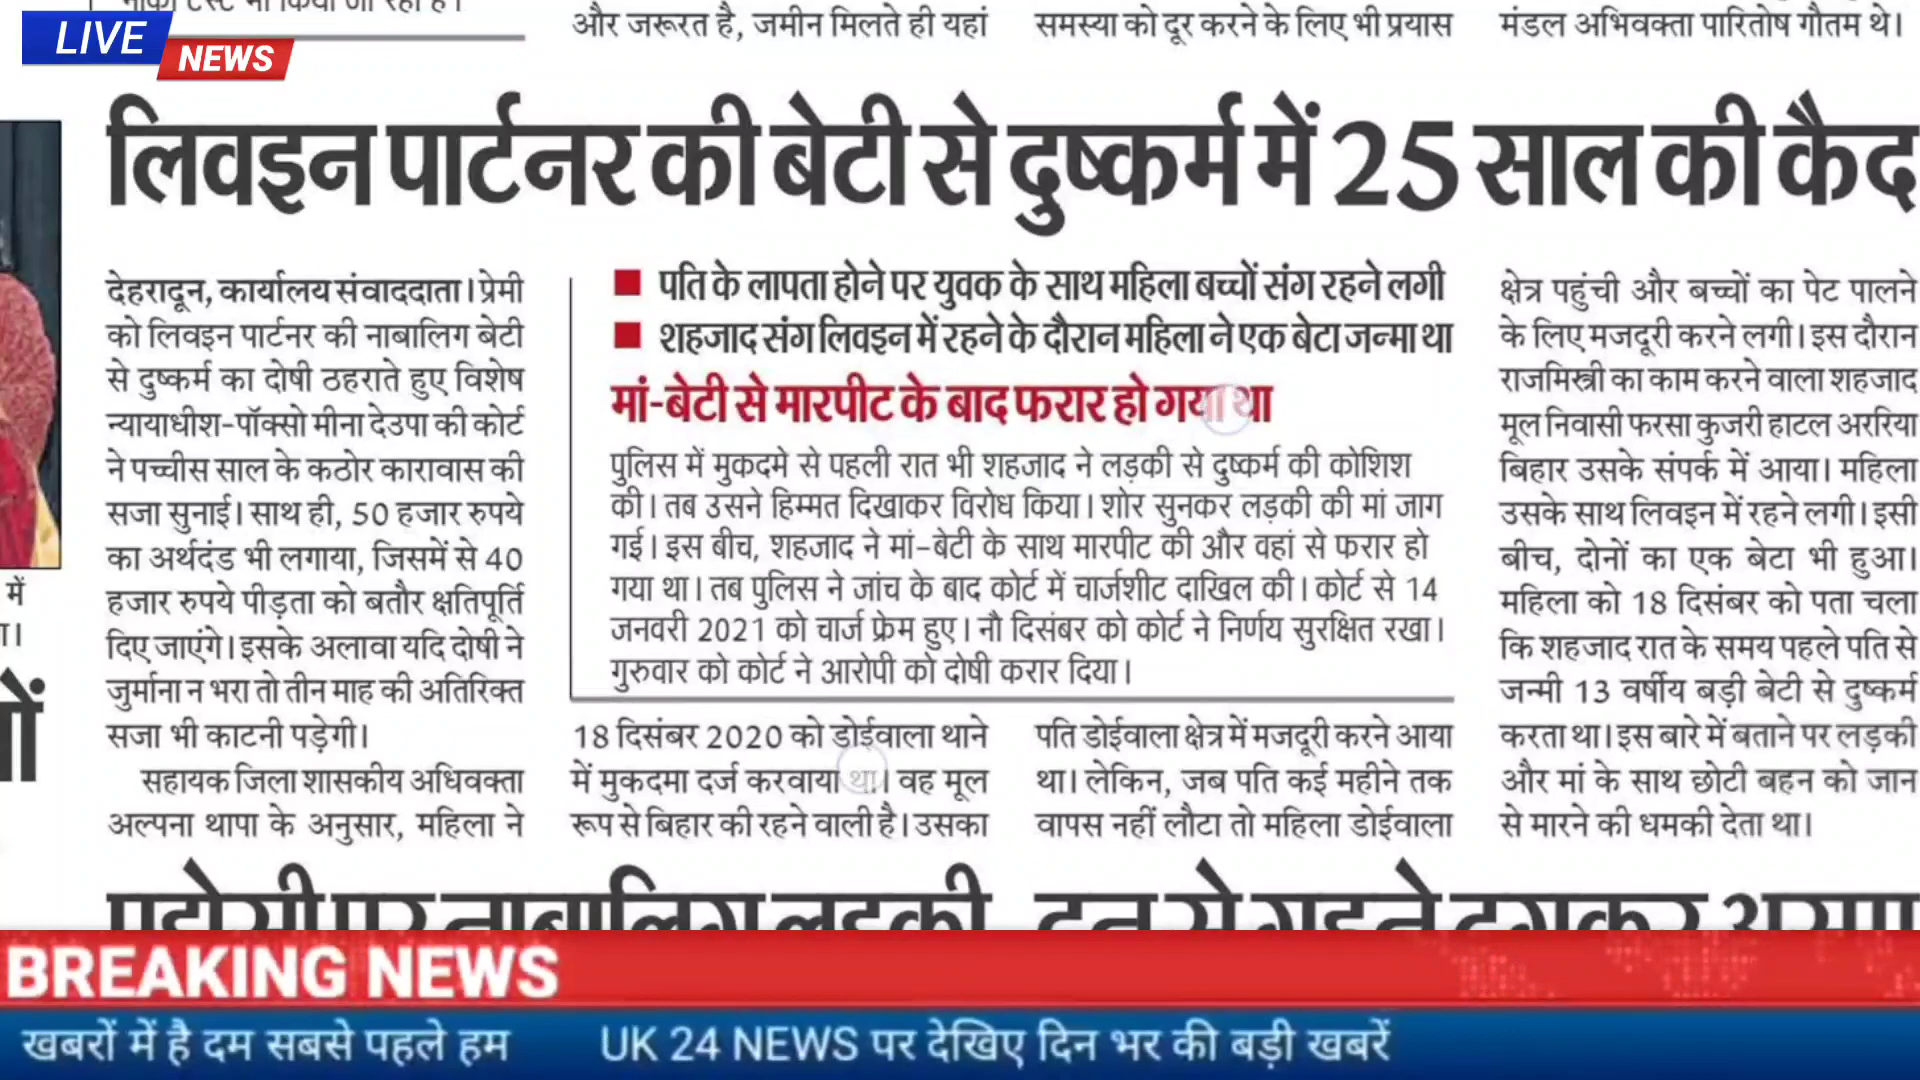 LIVE
NEWS
और जरूरत है, जमीन मिलते ही यहां
समस्या को दूर करने के लिए भी प्रयास
मंडल अभिवक्ता पारितोष गौतम थे।
लिवइन पार्टनर की बेटी से दुष्कर्म में 25 साल की कैद
देहरादून, कार्यालय संवाददाता। प्रेमी
को लिवइन पार्टनर की नाबालिग बेटी
से दुष्कर्म का दोषी ठहराते हुए विशेष
न्यायाधीश-पॉक्सो मीना देउपा की कोर्ट
ने पच्चीस साल के कठोर कारावास की
सजा सुनाई। साथ ही, 50 हजार रुपये
का अर्थदंड भी लगाया, जिसमें से 40
हजार रुपये पीड़ता को बतौर क्षतिपूर्ति
दिए जाएंगे। इसके अलावा यदि दोषी ने
जुर्माना न भरा तो तीन माह की अतिरिक्त
सजा भी काटनी पड़ेगी।
सहायक जिला शासकीय अधिवक्ता
अल्पना थापा के अनुसार, महिला ने
■ पति के लापता होने पर युवक के साथ महिला बच्चों संग रहने लगी
■ शहजाद संग लिवइन में रहने के दौरान महिला ने एक बेटा जन्मा था
मां-बेटी से मारपीट के बाद फरार हो गया था
पुलिस में मुकदमे से पहली रात भी शहजाद ने लड़की से दुष्कर्म की कोशिश
की। तब उसने हिम्मत दिखाकर विरोध किया। शोर सुनकर लड़की की मां जाग
गई। इस बीच, शहजाद ने मां-बेटी के साथ मारपीट की और वहां से फरार हो
गया था। तब पुलिस ने जांच के बाद कोर्ट में चार्जशीट दाखिल की। कोर्ट से 14
जनवरी 2021 को चार्ज फ्रेम हुए। नौ दिसंबर को कोर्ट ने निर्णय सुरक्षित रखा।
गुरुवार को कोर्ट ने आरोपी को दोषी करार दिया।
18 दिसंबर 2020 को डोईवाला थाने
में मुकदमा दर्ज करवाया था। वह मूल
रूप से बिहार की रहने वाली है। उसका
पति डोईवाला क्षेत्र में मजदूरी करने आया
था। लेकिन, जब पति कई महीने तक
वापस नहीं लौटा तो महिला डोईवाला
क्षेत्र पहुंची और बच्चों का पेट पालने
के लिए मजदूरी करने लगी। इस दौरान
राजमिस्त्री का काम करने वाला शहजाद
मूल निवासी फरसा कुजरी हाटल अररिया
बिहार उसके संपर्क में आया। महिला
उसके साथ लिवइन में रहने लगी। इसी
बीच, दोनों का एक बेटा भी हुआ।
महिला को 18 दिसंबर को पता चला
कि शहजाद रात के समय पहले पति से
जन्मी 13 वर्षीय बड़ी बेटी से दुष्कर्म
करता था। इस बारे में बताने पर लड़की
और मां के साथ छोटी बहन को जान
से मारने की धमकी देता था।
में
BREAKING NEWS
खबरों में है दम सबसे पहले हम
UK 24 NEWS पर देखिए दिन भर की बड़ी खबरें